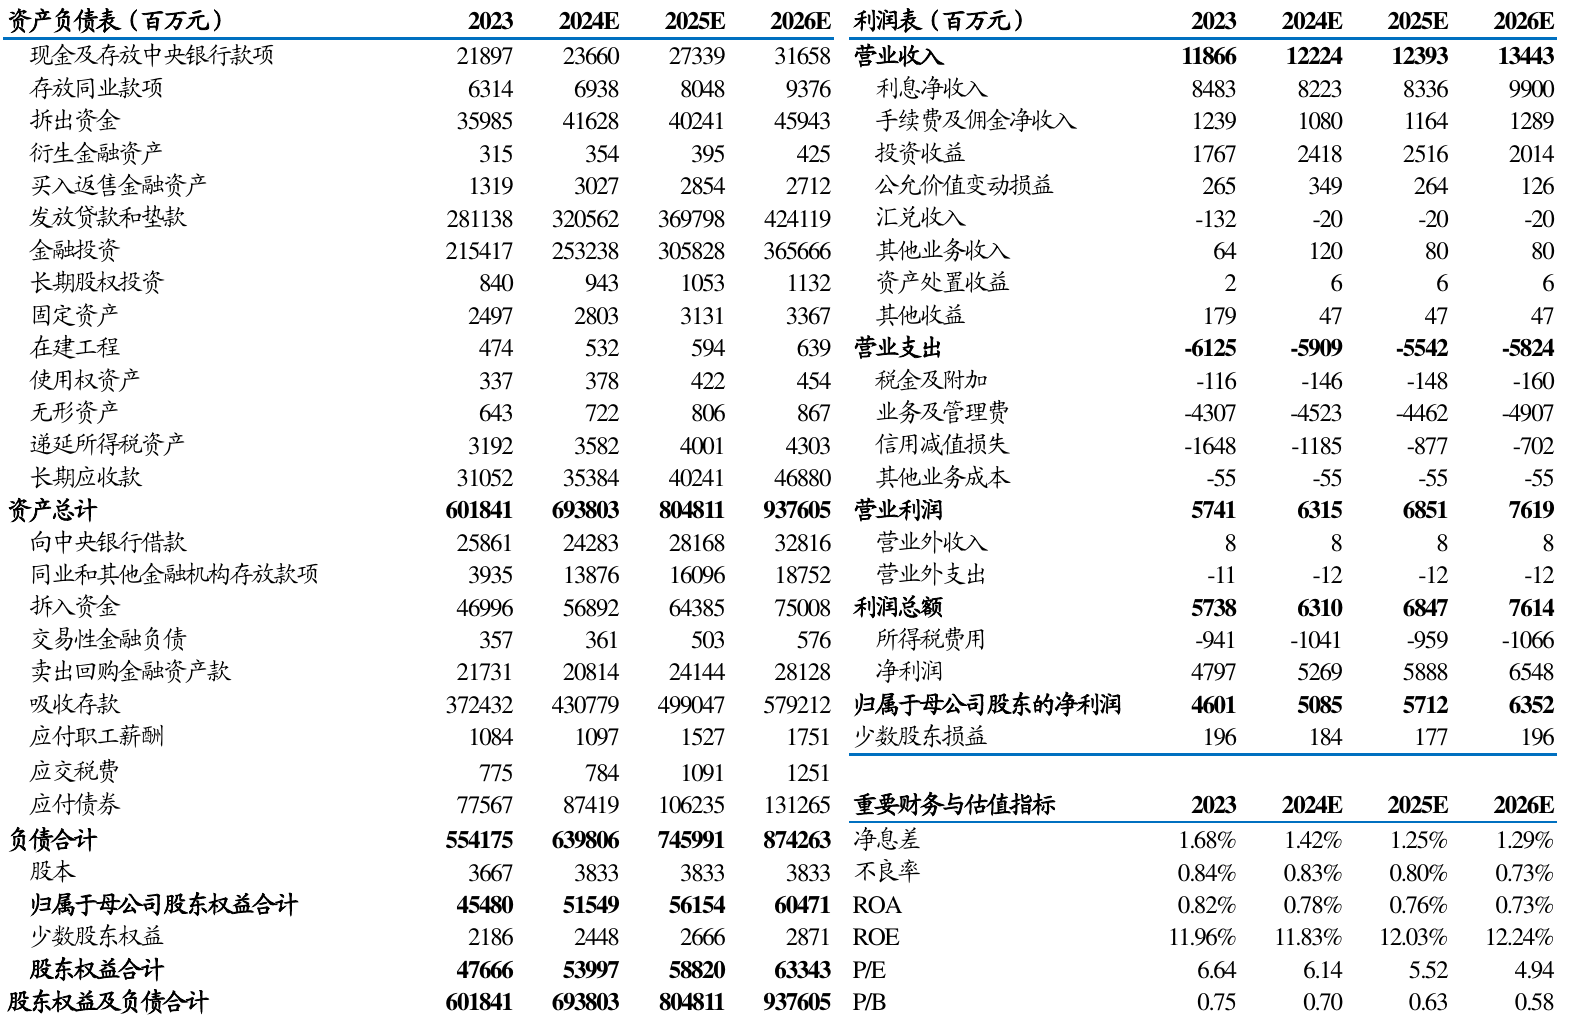 资产负债表（百万元） 2023 2024E 2025E 2026E
现金及存放中央银行款项 21897 23660 27339 31658
存放同业款项 6314 6938 8048 9376
拆出资金 35985 41628 40241 45943
衍生金融资产 315 354 395 425
买入返售金融资产 1319 3027 2854 2712
发放贷款和垫款 281138 320562 369798 424119
金融投资 215417 253238 305828 365666
长期股权投资 840 943 1053 1132
固定资产 2497 2803 3131 3367
在建工程 474 532 594 639
使用权资产 337 378 422 454
无形资产 643 722 806 867
递延所得税资产 3192 3582 4001 4303
长期应收款 31052 35384 40241 46880
资产总计 601841 693803 804811 937605
向中央银行借款 25861 24283 28168 32816
同业和其他金融机构存放款项 3935 13876 16096 18752
拆入资金 46996 56892 64385 75008
交易性金融负债 357 361 503 576
卖出回购金融资产款 21731 20814 24144 28128
吸收存款 372432 430779 499047 579212
应付职工薪酬 1084 1097 1527 1751
应交税费 775 784 1091 1251
应付债券 77567 87419 106235 131265
负债合计 554175 639806 745991 874263
股本 3667 3833 3833 3833
归属于母公司股东权益合计 45480 51549 56154 60471
少数股东权益 2186 2448 2666 2871
股东权益合计 47666 53997 58820 63343
股东权益及负债合计 601841 693803 804811 937605
利润表（百万元） 2023 2024E 2025E 2026E
营业收入 11866 12224 12393 13443
利息净收入 8483 8223 8336 9900
手续费及佣金净收入 1239 1080 1164 1289
投资收益 1767 2418 2516 2014
公允价值变动损益 265 349 264 126
汇兑收入 -132 -20 -20 -20
其他业务收入 64 120 80 80
资产处置收益 2 6 6 6
其他收益 179 47 47 47
营业支出 -6125 -5909 -5542 -5824
税金及附加 -116 -146 -148 -160
业务及管理费 -4307 -4523 -4462 -4907
信用减值损失 -1648 -1185 -877 -702
其他业务成本 -55 -55 -55 -55
营业利润 5741 6315 6851 7619
营业外收入 8 8 8 8
营业外支出 -11 -12 -12 -12
利润总额 5738 6310 6847 7614
所得税费用 -941 -1041 -959 -1066
净利润 4797 5269 5888 6548
归属于母公司股东的净利润 4601 5085 5712 6352
少数股东损益 196 184 177 196
重要财务与估值指标 2023 2024E 2025E 2026E
净息差 1.68% 1.42% 1.25% 1.29%
不良率 0.84% 0.83% 0.80% 0.73%
ROA 0.82% 0.78% 0.76% 0.73%
ROE 11.96% 11.83% 12.03% 12.24%
P/E 6.64 6.14 5.52 4.94
P/B 0.75 0.70 0.63 0.58